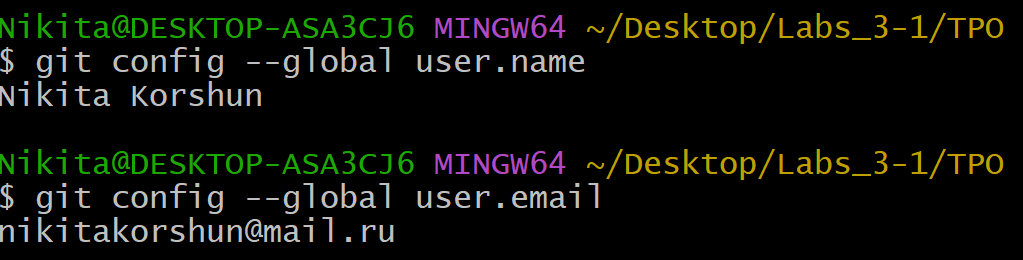 Nikita@DESKTOP-ASA3CJ6 MINGW64 ~/Desktop/Labs_3-1/TPO
$ git config --global user.name
Nikita Korshun
Nikita@DESKTOP-ASA3CJ6 MINGW64 ~/Desktop/Labs_3-1/TPO
$ git config --global user.email
nikitakorshun@mail.ru